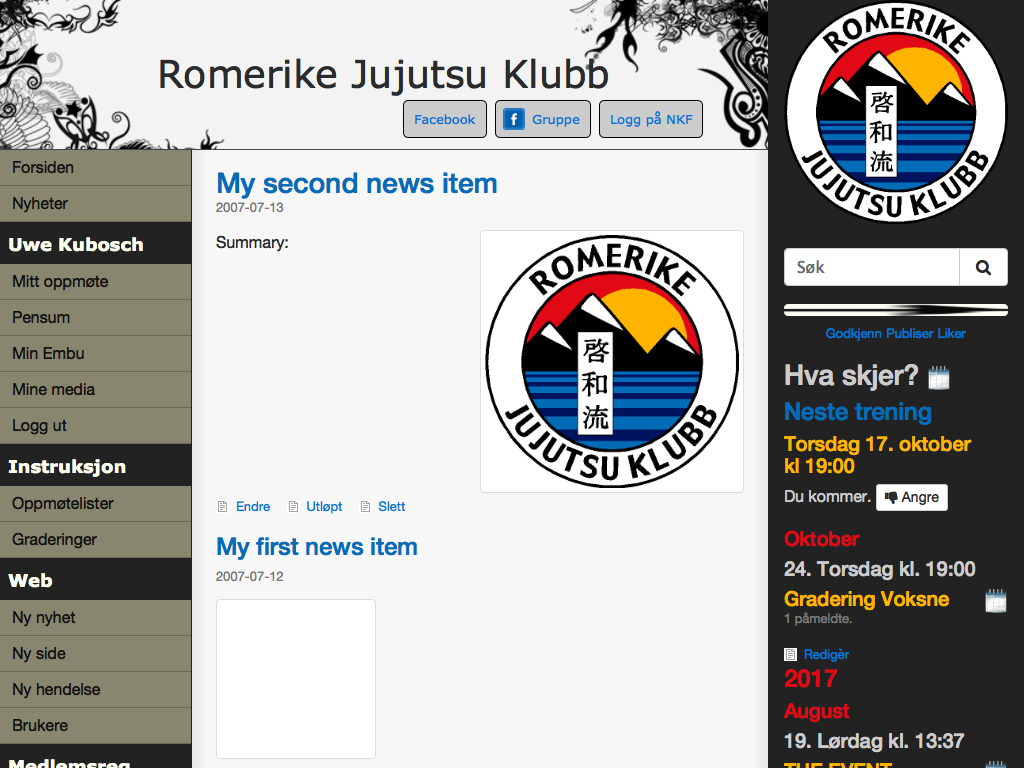 Romerike Jujutsu Klubb
Facebook
Gruppe
Logg på NKF
Forsiden
Nyheter
Uwe Kubosch
Mitt oppmøte
Pensum
Min Embu
Mine media
Logg ut
Instruksjon
Oppmøtelister
Graderinger
Web
Ny nyhet
Ny side
Ny hendelse
Brukere
Medlemsreg
My second news item
2007-07-13
Summary:
ROMERIKE
啓和流
JUJUTSU KLUBB
Endre
Utløpt
Slett
My first news item
2007-07-12
ROMERIKE
啓和流
JUJUTSU KLUBB
Søk
Godkjenn Publiser Liker
Hva skjer?
Neste trening
Torsdag 17. oktober
kl 19:00
Du kommer.
Angre
Oktober
24. Torsdag kl. 19:00
Gradering Voksne
1 påmeldte.
Redigèr
2017
August
19. Lørdag kl. 13:37
THE EVENT